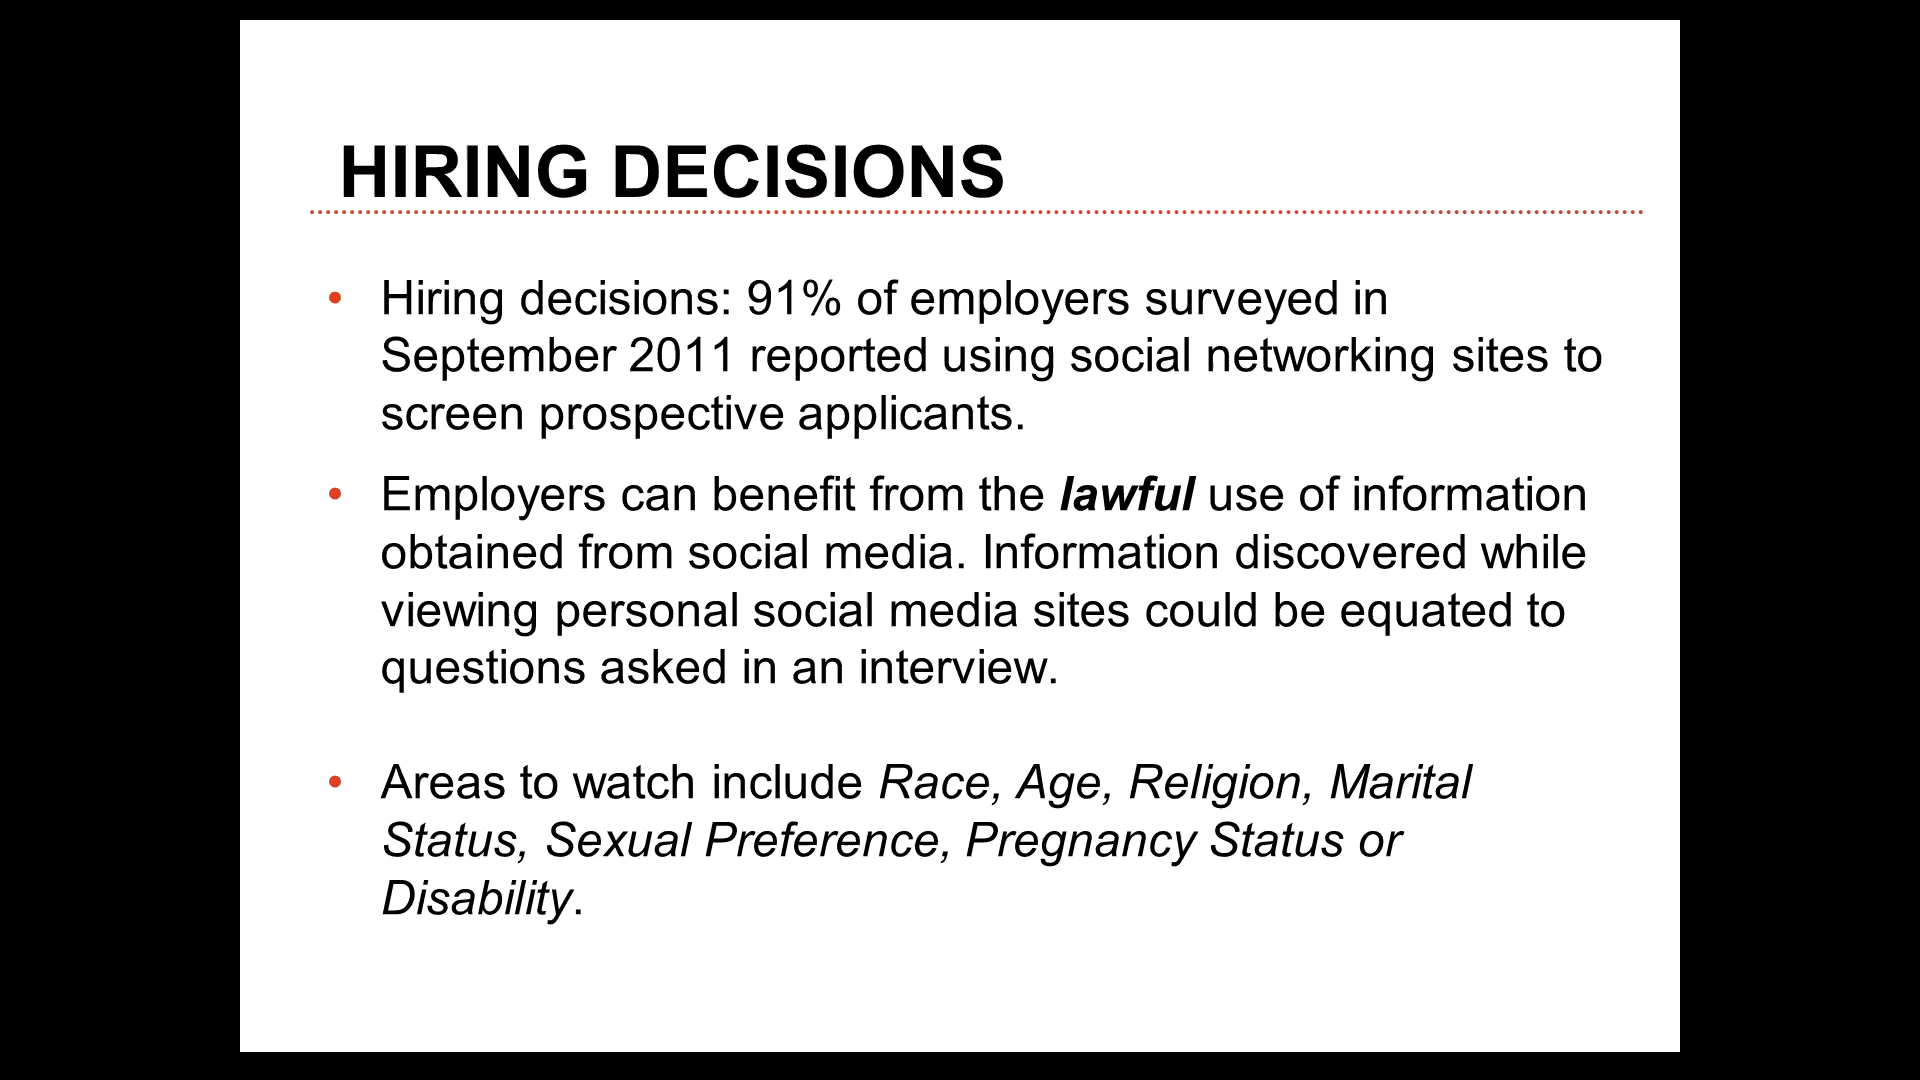 HIRING DECISIONS
• Hiring decisions: 91% of employers surveyed in
September 2011 reported using social networking sites to
screen prospective applicants.
• Employers can benefit from the lawful use of information
obtained from social media. Information discovered while
viewing personal social media sites could be equated to
questions asked in an interview.
• Areas to watch include Race, Age, Religion, Marital
Status, Sexual Preference, Pregnancy Status or
Disability.